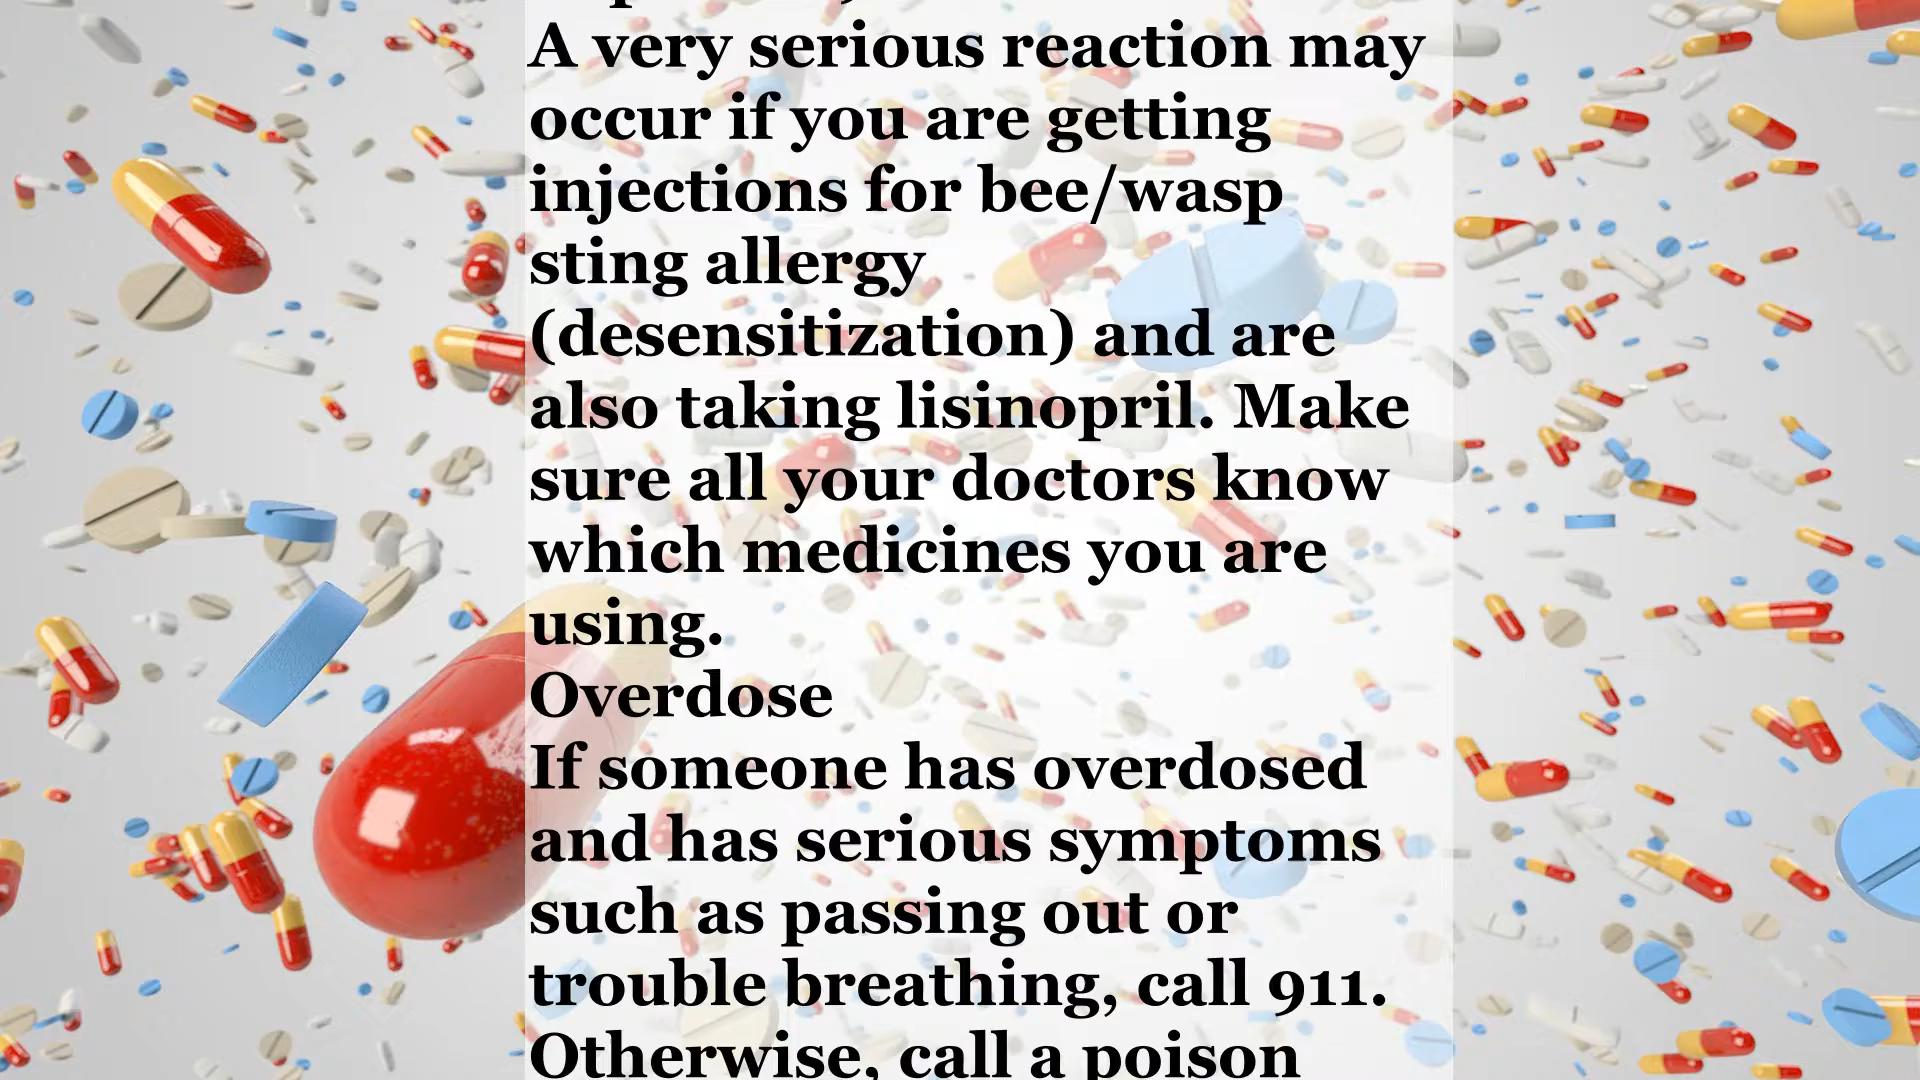 A very serious reaction may
occur if you are getting
injections for bee/wasp
sting allergy
(desensitization) and are
also taking lisinopril. Make
sure all your doctors know
which medicines you are
using.
Overdose
If someone has overdosed
and has serious symptoms
such as passing out or
trouble breathing, call 911.
Otherwise, call a poison